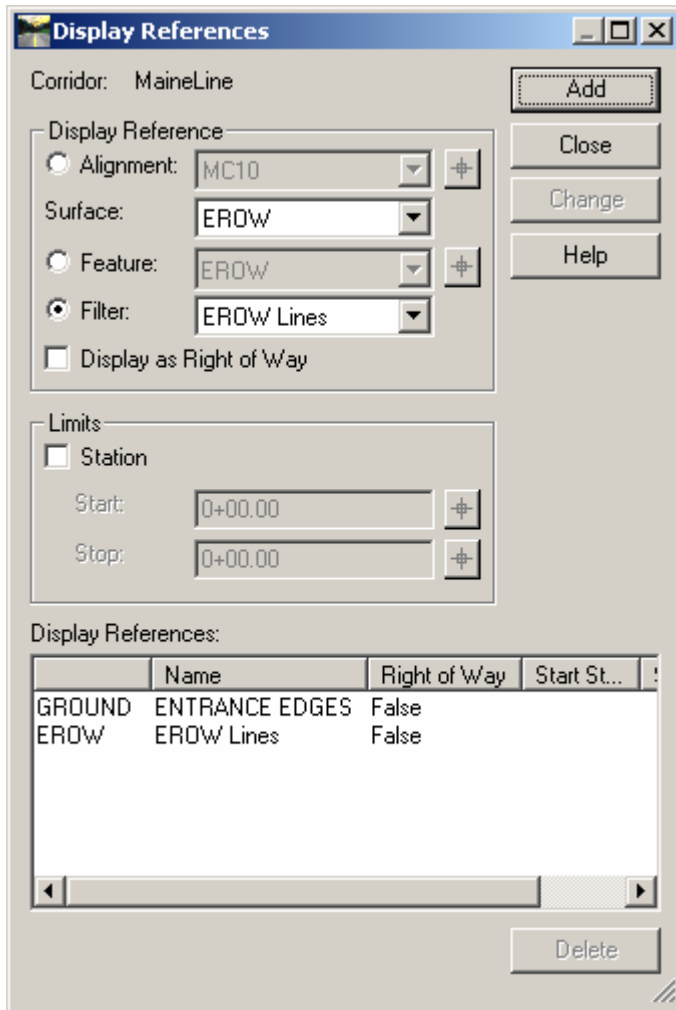 Display References
Corridor: MaineLine
Add
Display Reference
Close
Alignment: MC10
Change
Surface: EROW
Help
Feature: EROW
Filter: EROW Lines
Display as Right of Way
Limits
Station
Start: 0+00.00
Stop: 0+00.00
Display References:
Name Right of Way Start St...
GROUND ENTRANCE EDGES False
EROW EROW Lines False
Delete